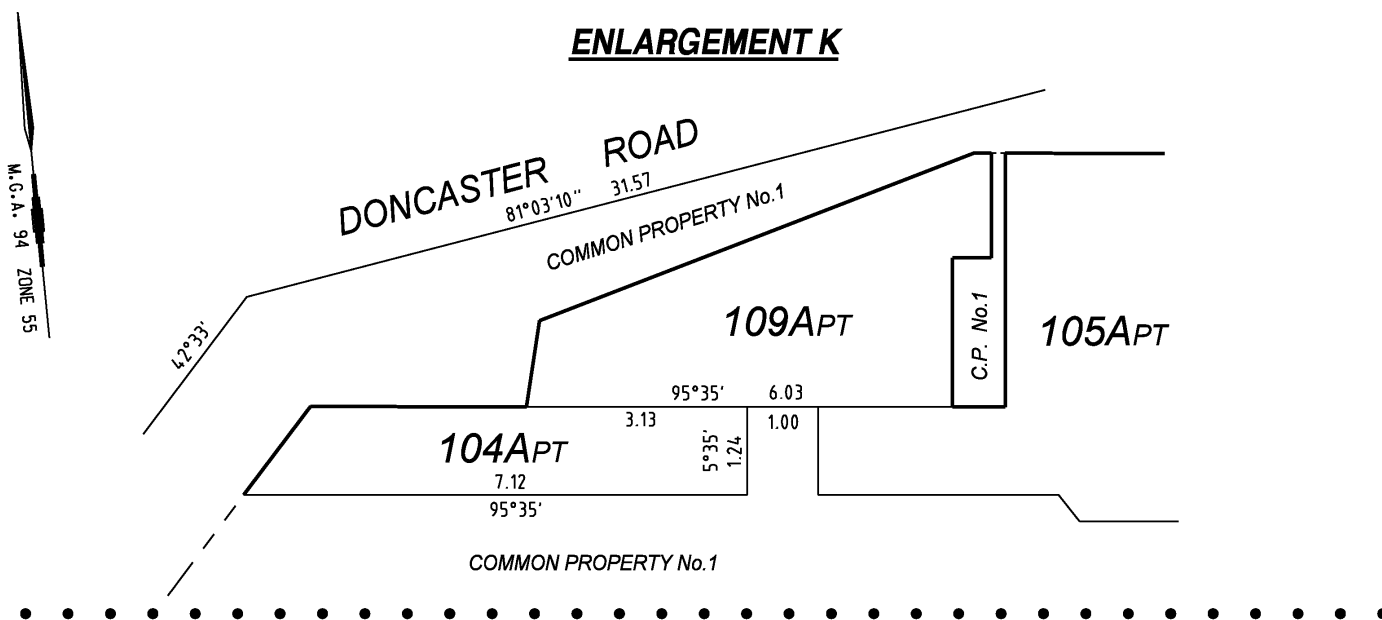 ENLARGEMENT K
M.G.A. 94 ZONE 55
DONCASTER ROAD
81°03'10" 31.57
COMMON PROPERTY No.1
42°33'
109APT
C.P. No.1
105APT
95°35' 6.03
3.13 1.00
104APT
5°35'
1.24
7.12
95°35'
COMMON PROPERTY No.1